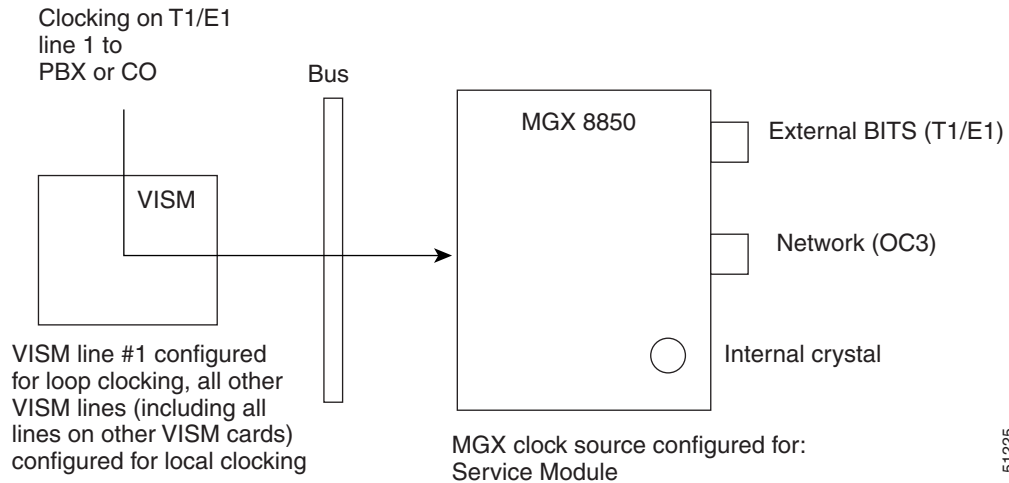 Clocking on T1/E1
line 1 to
PBX or CO
Bus
MGX 8850
External BITS (T1/E1)
VISM
Network (OC3)
Internal crystal
VISM line #1 configured
for loop clocking, all other
VISM lines (including all
lines on other VISM cards)
configured for local clocking
MGX clock source configured for:
Service Module
51225